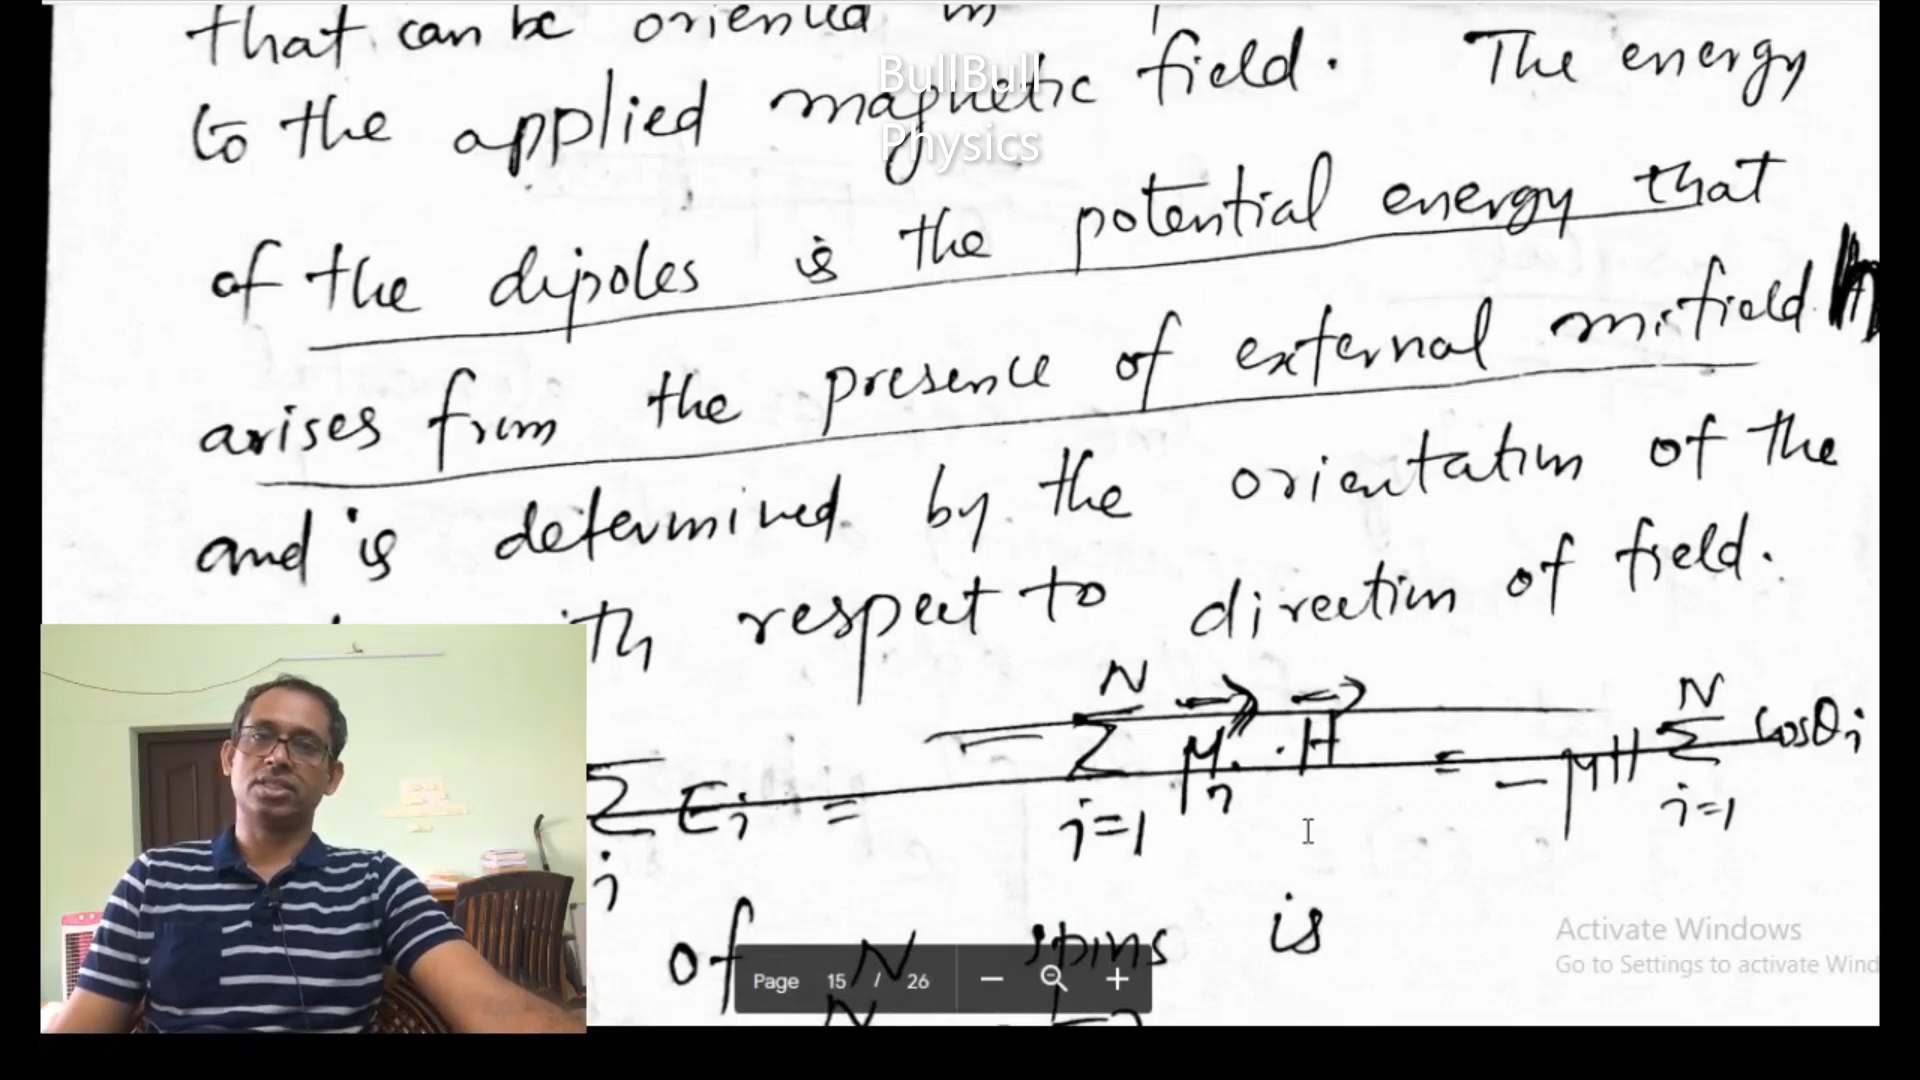 that can be oriented in
to the applied magnetic field. The energy
of the dipoles is the potential energy that
arises from the presence of external m. field
and is determined by the orientation of the
with respect to direction of field.
∑ᵢ Eᵢ = − ∑ᵢ₌₁ᴺ μ⃗ᵢ · H⃗ = − μH ∑ᵢ₌₁ᴺ cosθᵢ
of N spins is
BullBull
Physics
Page 15 / 26
Activate Windows
Go to Settings to activate Wind